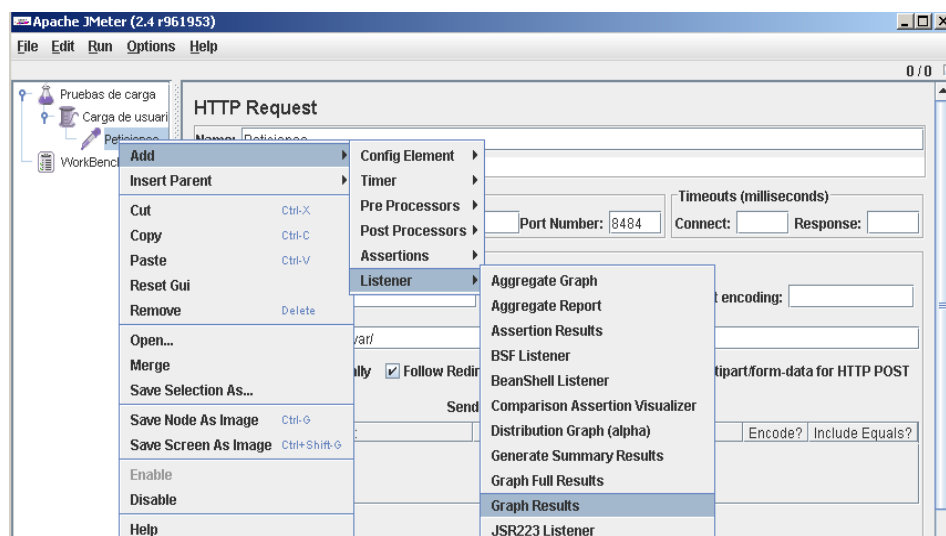 Apache JMeter (2.4 r961953)
File Edit Run Options Help
0 / 0
Pruebas de carga
Carga de usuari
Peticiones
WorkBench
HTTP Request
Name: Peticiones
Timeouts (milliseconds)
Port Number: 8484 Connect: Response:
t encoding:
var/
lly Follow Redir
tipart/form-data for HTTP POST
Send
Encode? Include Equals?
Add
Insert Parent
Cut Ctrl-X
Copy Ctrl-C
Paste Ctrl-V
Reset Gui
Remove Delete
Open...
Merge
Save Selection As...
Save Node As Image Ctrl-G
Save Screen As Image Ctrl+Shift-G
Enable
Disable
Help
Config Element
Timer
Pre Processors
Post Processors
Assertions
Listener
Aggregate Graph
Aggregate Report
Assertion Results
BSF Listener
BeanShell Listener
Comparison Assertion Visualizer
Distribution Graph (alpha)
Generate Summary Results
Graph Full Results
Graph Results
JSR223 Listener